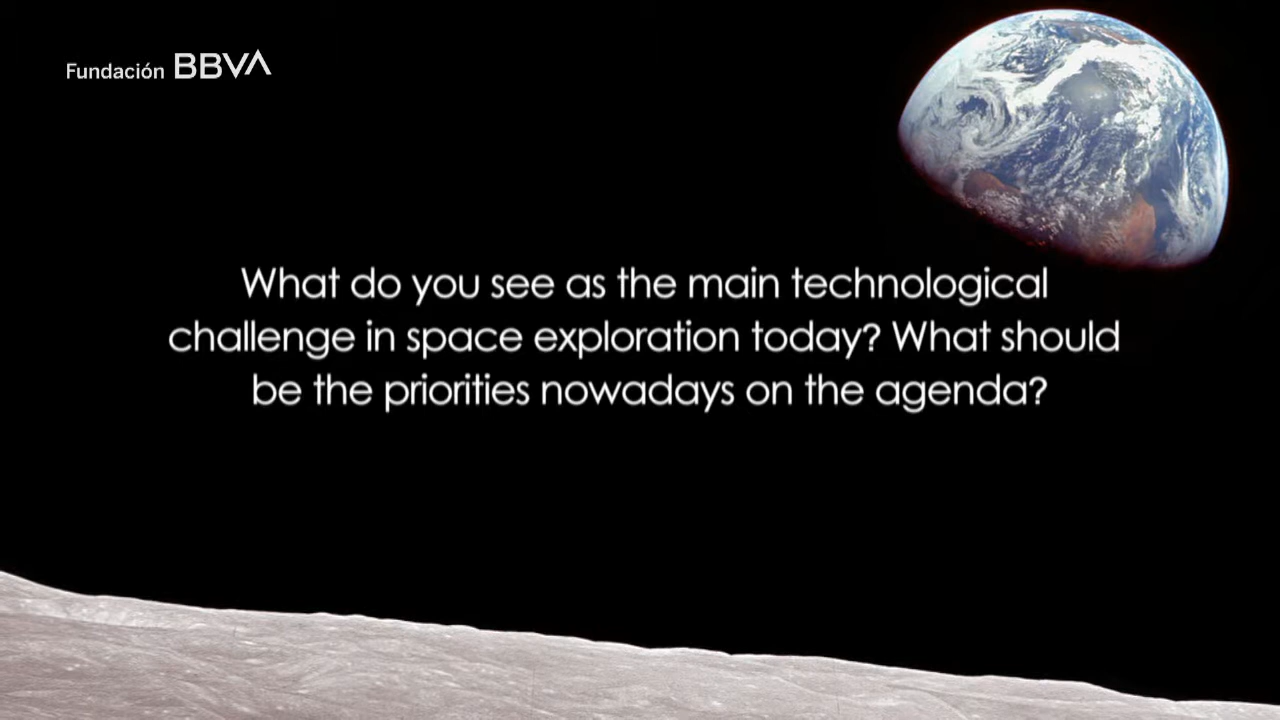 Fundación BBVA
What do you see as the main technological
challenge in space exploration today? What should
be the priorities nowadays on the agenda?